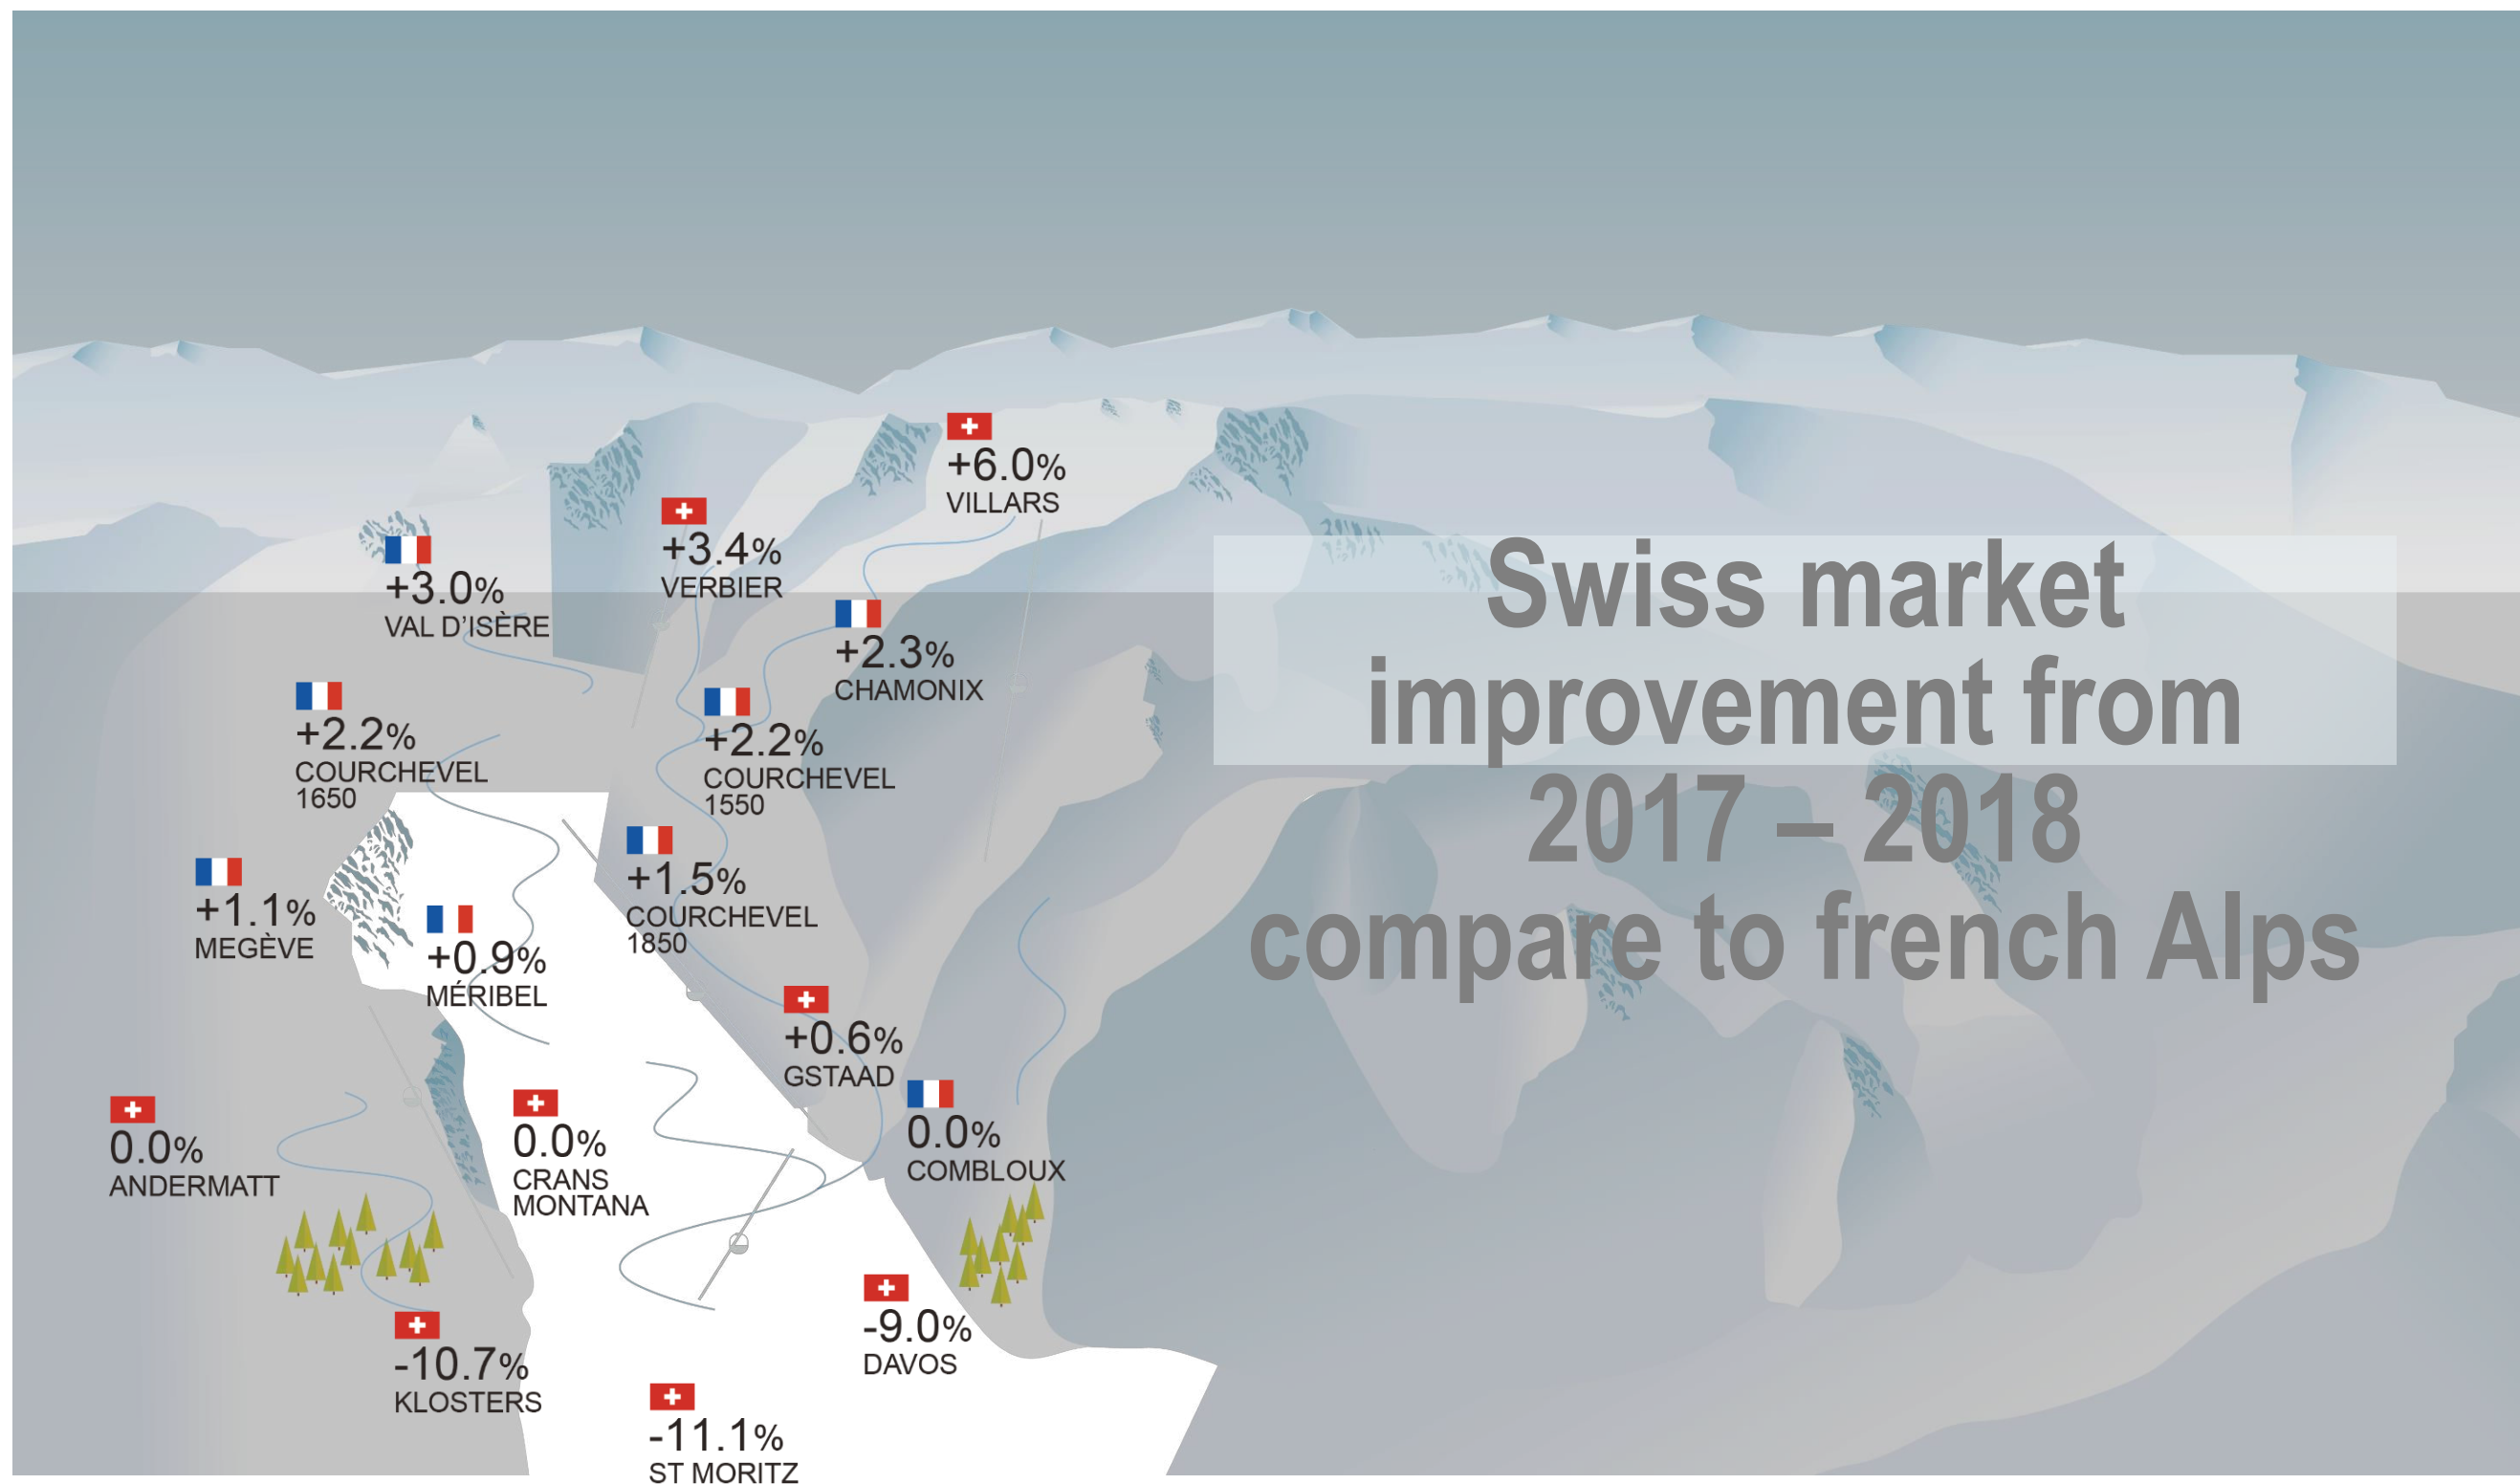 +6.0%
VILLARS
+3.4%
VERBIER
+3.0%
VAL D'ISÈRE
+2.3%
CHAMONIX
+2.2%
COURCHEVEL
1650
+2.2%
COURCHEVEL
1550
+1.5%
COURCHEVEL
1850
+1.1%
MEGÈVE
+0.9%
MÉRIBEL
+0.6%
GSTAAD
0.0%
ANDERMATT
0.0%
CRANS
MONTANA
0.0%
COMBLOUX
-9.0%
DAVOS
-10.7%
KLOSTERS
-11.1%
ST MORITZ
Swiss market
improvement from
2017 – 2018
compare to french Alps